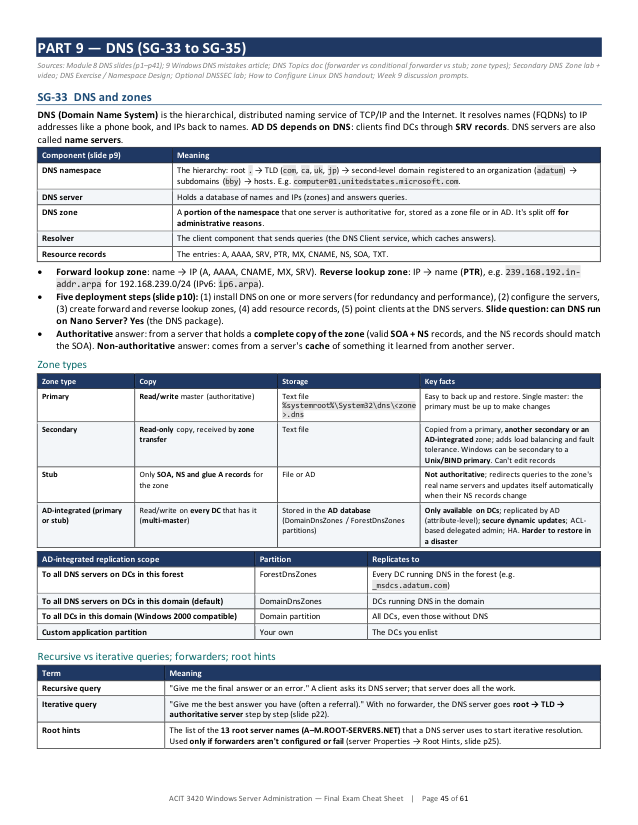 PART 9 — DNS (SG-33 to SG-35)
Sources: Module 8 DNS slides (p1–p41); 9 Windows DNS mistakes article; DNS Topics doc (forwarder vs conditional forwarder vs stub; zone types); Secondary DNS Zone lab +
video; DNS Exercise / Namespace Design; Optional DNSSEC lab; How to Configure Linux DNS handout; Week 9 discussion prompts.
SG-33 DNS and zones
DNS (Domain Name System) is the hierarchical, distributed naming service of TCP/IP and the Internet. It resolves names (FQDNs) to IP
addresses like a phone book, and IPs back to names. AD DS depends on DNS: clients find DCs through SRV records. DNS servers are also
called name servers.
Component (slide p9) Meaning
DNS namespace The hierarchy: root . → TLD (com, ca, uk, jp) → second-level domain registered to an organization (adatum) →
subdomains (bby) → hosts. E.g. computer01.unitedstates.microsoft.com.
DNS server Holds a database of names and IPs (zones) and answers queries.
DNS zone A portion of the namespace that one server is authoritative for, stored as a zone file or in AD. It's split off for
administrative reasons.
Resolver The client component that sends queries (the DNS Client service, which caches answers).
Resource records The entries: A, AAAA, SRV, PTR, MX, CNAME, NS, SOA, TXT.
• Forward lookup zone: name → IP (A, AAAA, CNAME, MX, SRV). Reverse lookup zone: IP → name (PTR), e.g. 239.168.192.in-
addr.arpa for 192.168.239.0/24 (IPv6: ip6.arpa).
• Five deployment steps (slide p10): (1) install DNS on one or more servers (for redundancy and performance), (2) configure the servers,
(3) create forward and reverse lookup zones, (4) add resource records, (5) point clients at the DNS servers. Slide question: can DNS run
on Nano Server? Yes (the DNS package).
• Authoritative answer: from a server that holds a complete copy of the zone (valid SOA + NS records, and the NS records should match
the SOA). Non-authoritative answer: comes from a server's cache of something it learned from another server.
Zone types
Zone type Copy Storage Key facts
Primary Read/write master (authoritative) Text file
%systemroot%\System32\dns\<zone
>.dns Easy to back up and restore. Single master: the
primary must be up to make changes
Secondary Read-only copy, received by zone
transfer Text file Copied from a primary, another secondary or an
AD-integrated zone; adds load balancing and fault
tolerance. Windows can be secondary to a
Unix/BIND primary. Can't edit records
Stub Only SOA, NS and glue A records for
the zone File or AD Not authoritative; redirects queries to the zone's
real name servers and updates itself automatically
when their NS records change
AD-integrated (primary
or stub) Read/write on every DC that has it
(multi-master) Stored in the AD database
(DomainDnsZones / ForestDnsZones
partitions) Only available on DCs; replicated by AD
(attribute-level); secure dynamic updates; ACL-
based delegated admin; HA. Harder to restore in
a disaster
AD-integrated replication scope Partition Replicates to
To all DNS servers on DCs in this forest ForestDnsZones Every DC running DNS in the forest (e.g.
_msdcs.adatum.com)
To all DNS servers on DCs in this domain (default) DomainDnsZones DCs running DNS in the domain
To all DCs in this domain (Windows 2000 compatible) Domain partition All DCs, even those without DNS
Custom application partition Your own The DCs you enlist
Recursive vs iterative queries; forwarders; root hints
Term Meaning
Recursive query "Give me the final answer or an error." A client asks its DNS server; that server does all the work.
Iterative query "Give me the best answer you have (often a referral)." With no forwarder, the DNS server goes root → TLD →
authoritative server step by step (slide p22).
Root hints The list of the 13 root server names (A–M.ROOT-SERVERS.NET) that a DNS server uses to start iterative resolution.
Used only if forwarders aren't configured or fail (server Properties → Root Hints, slide p25).
ACIT 3420 Windows Server Administration — Final Exam Cheat Sheet | Page 45 of 61